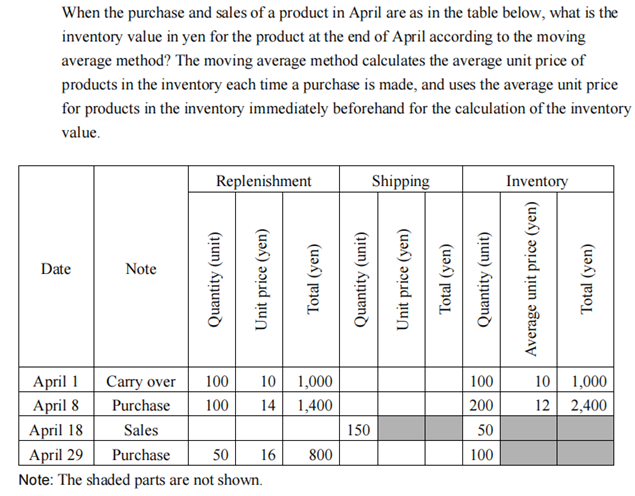 When the purchase and sales of a product in April are as in the table below, what is the
inventory value in yen for the product at the end of April according to the moving
average method? The moving average method calculates the average unit price of
products in the inventory each time a purchase is made, and uses the average unit price
for products in the inventory immediately beforehand for the calculation of the inventory
value.
Replenishment Shipping Inventory
Date Note Quantity (unit) Unit price (yen) Total (yen) Quantity (unit) Unit price (yen) Total (yen) Quantity (unit) Average unit price (yen) Total (yen)
April 1 Carry over 100 10 1,000 100 10 1,000
April 8 Purchase 100 14 1,400 200 12 2,400
April 18 Sales 150 50
April 29 Purchase 50 16 800 100
Note: The shaded parts are not shown.